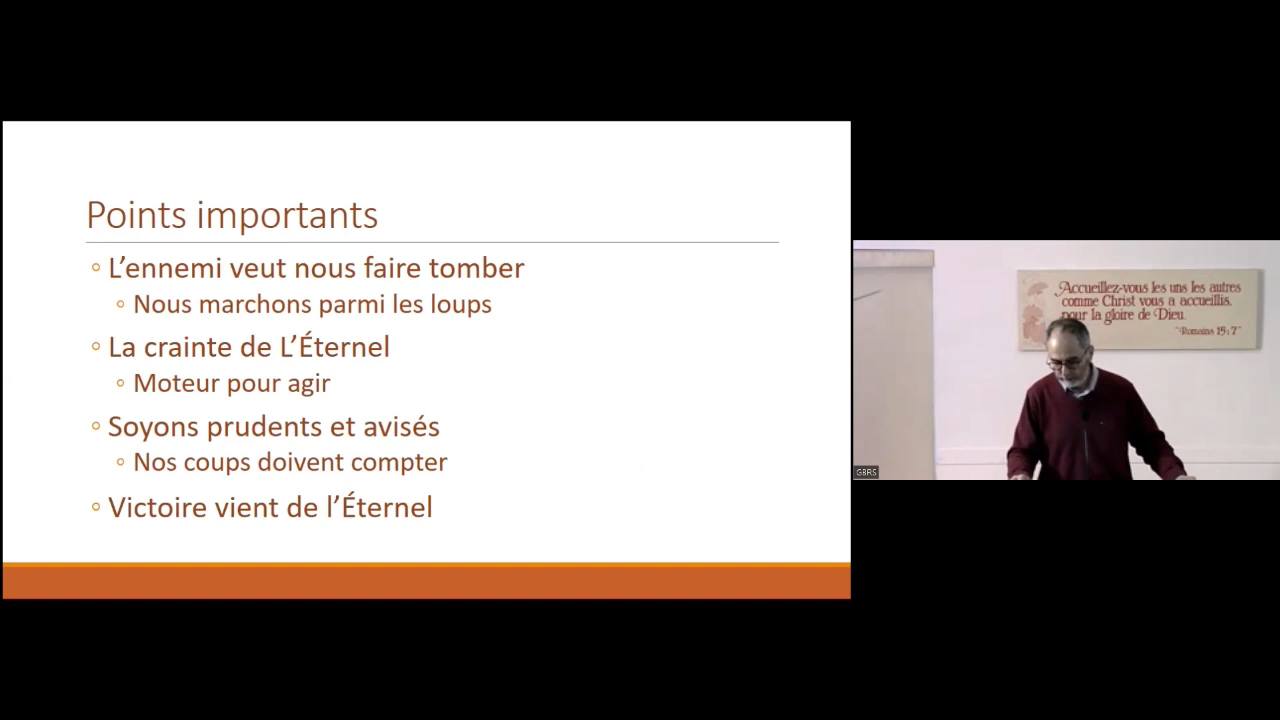 Points importants
L’ennemi veut nous faire tomber
Nous marchons parmi les loups
La crainte de L’Éternel
Moteur pour agir
Soyons prudents et avisés
Nos coups doivent compter
Victoire vient de l’Éternel
Accueillez-vous les uns les autres
comme Christ vous a accueillis,
pour la gloire de Dieu.
"Romains 15:7"
GBRS